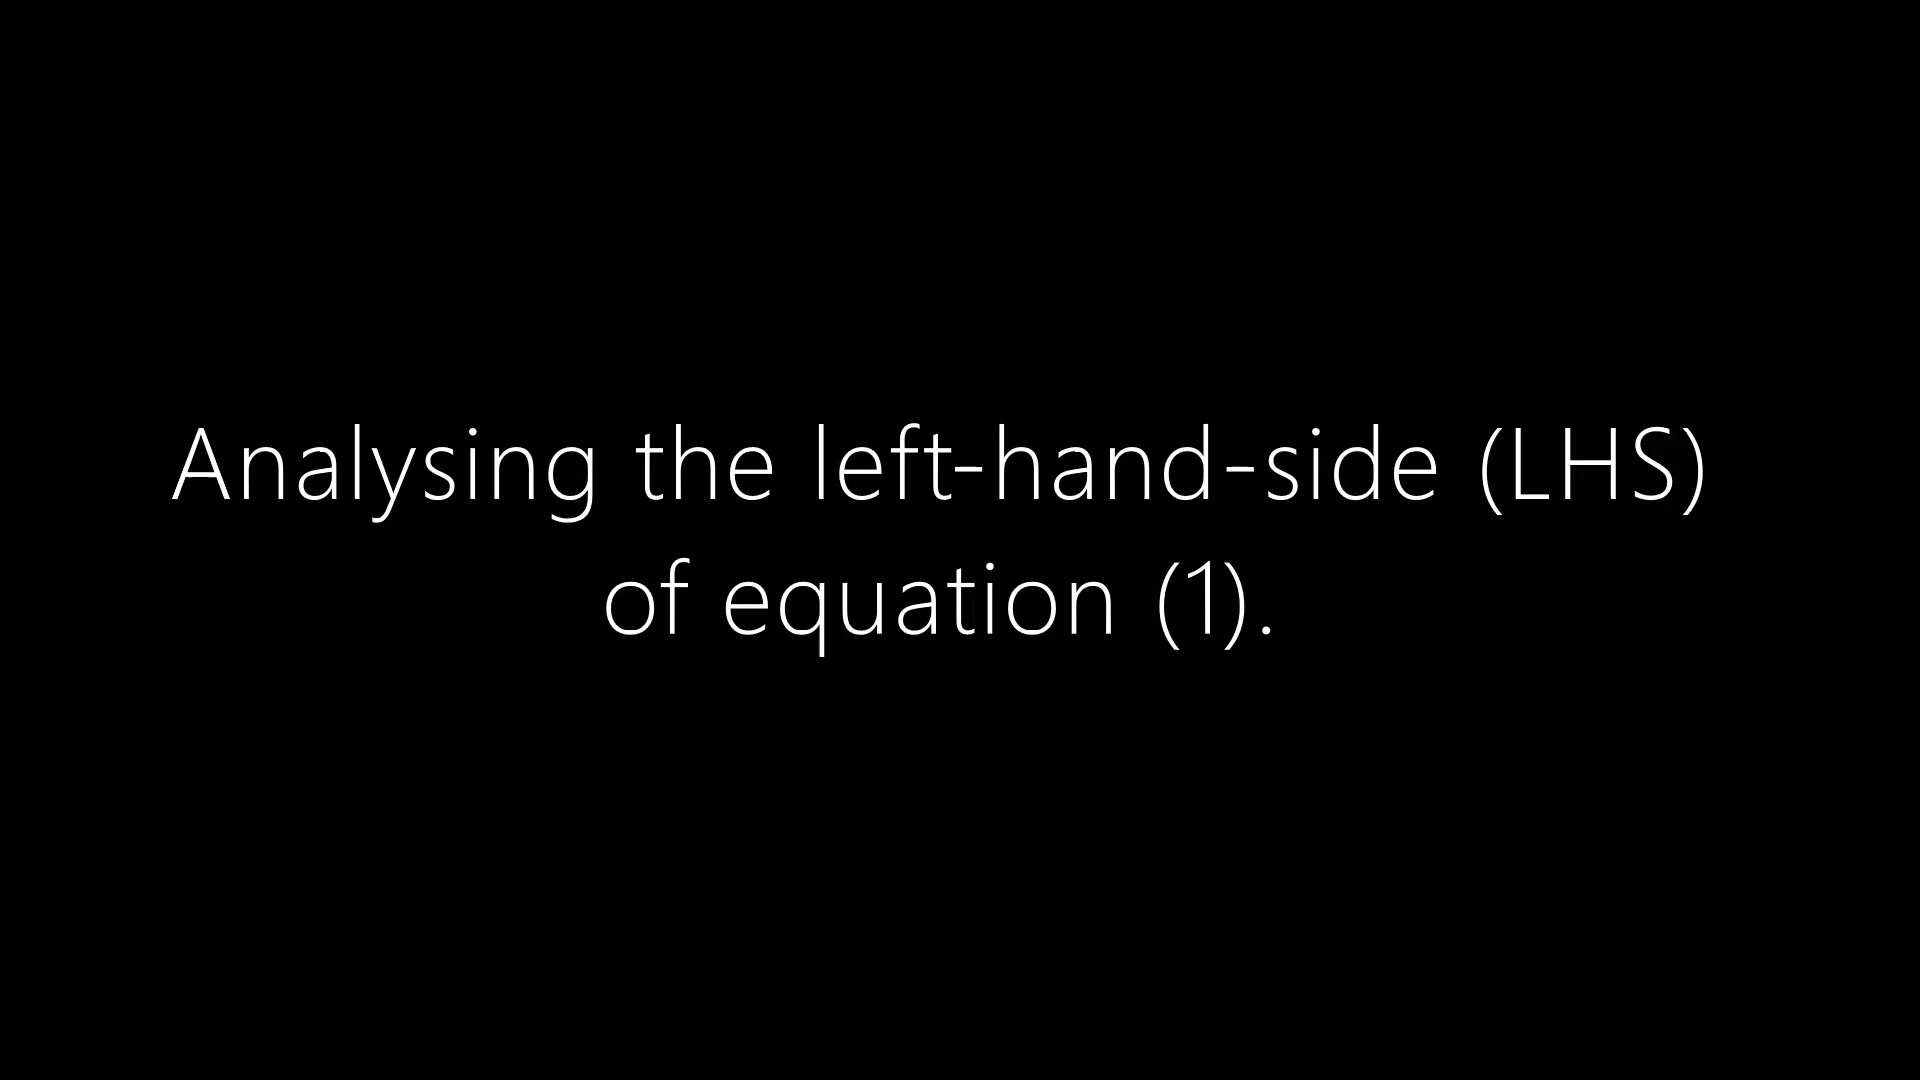 Analysing the left-hand-side (LHS)
of equation (1).